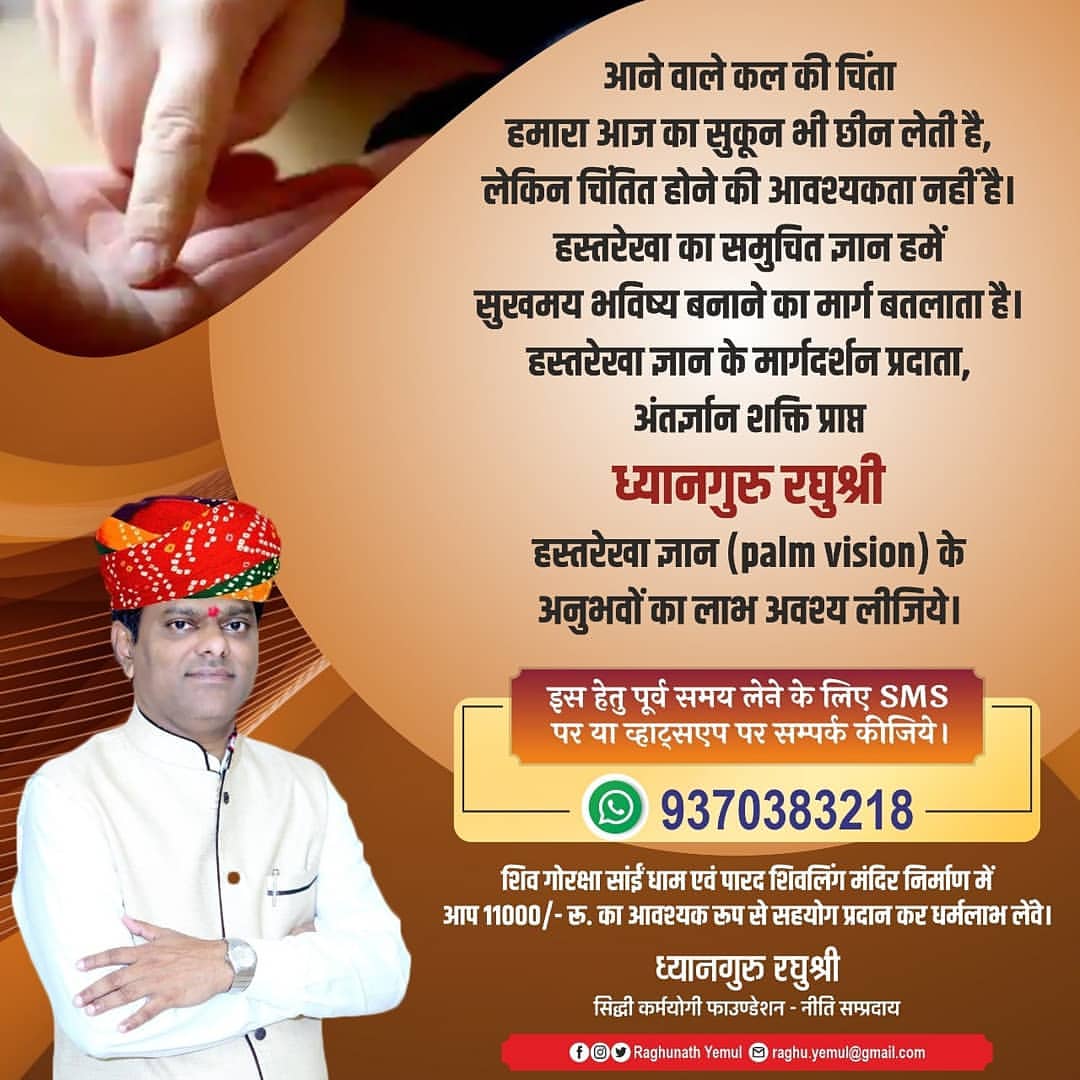 आने वाले कल की चिंता
हमारा आज का सुकून भी छीन लेती है,
लेकिन चिंतित होने की आवश्यकता नहीं है।
हस्तरेखा का समुचित ज्ञान हमें
सुखमय भविष्य बनाने का मार्ग बतलाता है।
हस्तरेखा ज्ञान के मार्गदर्शन प्रदाता,
अंतर्ज्ञान शक्ति प्राप्त
ध्यानगुरु रघुश्री
हस्तरेखा ज्ञान (palm vision) के
अनुभवों का लाभ अवश्य लीजिये।
इस हेतु पूर्व समय लेने के लिए SMS
पर या व्हाट्सएप पर सम्पर्क कीजिये।
9370383218
शिव गोरक्षा सांई धाम एवं पारद शिवलिंग मंदिर निर्माण में
आप 11000/- रू. का आवश्यक रूप से सहयोग प्रदान कर धर्मलाभ लेंवे।
ध्यानगुरु रघुश्री
सिद्धी कर्मयोगी फाउण्डेशन - नीति सम्प्रदाय
Raghunath Yemul raghu.yemul@gmail.com